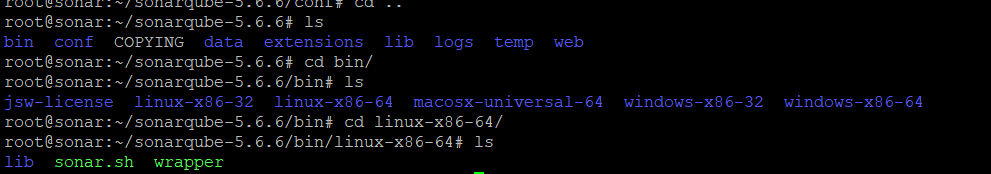 root@sonar:~/sonarqube-5.6.6/conf# cd ..
root@sonar:~/sonarqube-5.6.6# ls
bin conf COPYING data extensions lib logs temp web
root@sonar:~/sonarqube-5.6.6# cd bin/
root@sonar:~/sonarqube-5.6.6/bin# ls
jsw-license linux-x86-32 linux-x86-64 macosx-universal-64 windows-x86-32 windows-x86-64
root@sonar:~/sonarqube-5.6.6/bin# cd linux-x86-64/
root@sonar:~/sonarqube-5.6.6/bin/linux-x86-64# ls
lib sonar.sh wrapper